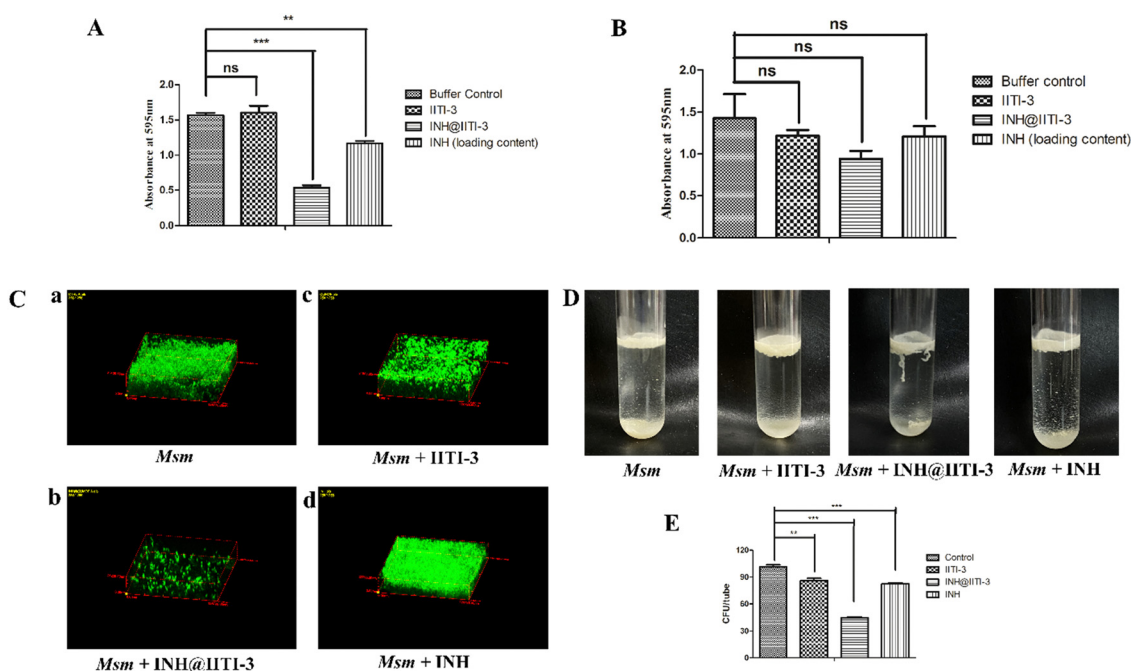 A
**
***
ns
2.0
1.5
1.0
0.5
0.0
Absorbance at 595nm
Buffer Control
IITI-3
INH@IITI-3
INH (loading content)
B
ns
ns
ns
2.0
1.5
1.0
0.5
0.0
Absorbance at 595nm
Buffer control
IITI-3
INH@IITI-3
INH (loading content)
C
a
Msm
c
Msm + IITI-3
b
Msm + INH@IITI-3
d
Msm + INH
D
Msm
Msm + IITI-3
Msm + INH@IITI-3
Msm + INH
E
***
***
**
120
90
60
30
0
CFU/tube
Control
IITI-3
INH@IITI-3
INH